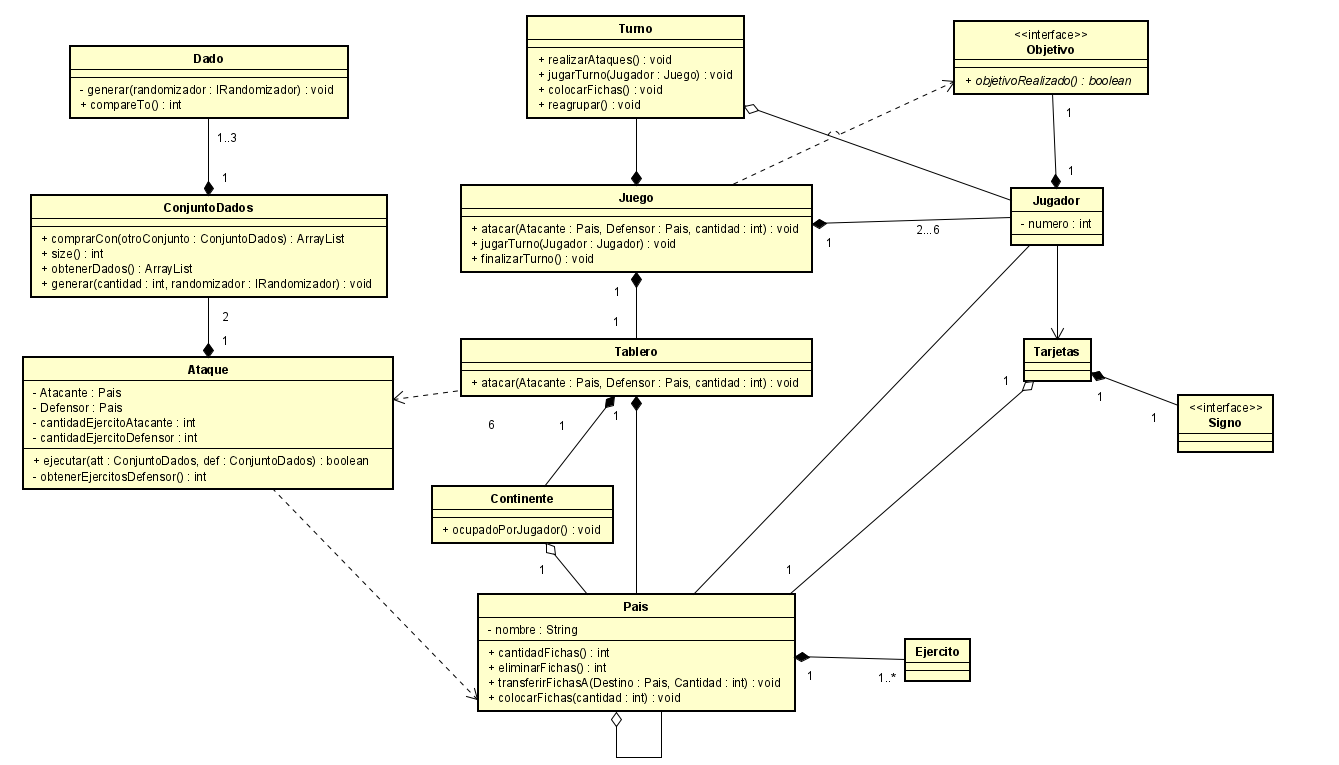 Turno
+ realizarAtaques() : void
+ jugarTurno(Jugador : Juego) : void
+ colocarFichas() : void
+ reagrupar() : void
<<interface>>
Objetivo
+ objetivoRealizado() : boolean
Dado
- generar(randomizador : IRandomizador) : void
+ compareTo() : int
1..3
1
1
1
ConjuntoDados
+ comprarCon(otroConjunto : ConjuntoDados) : ArrayList
+ size() : int
+ obtenerDados() : ArrayList
+ generar(cantidad : int, randomizador : IRandomizador) : void
Juego
+ atacar(Atacante : Pais, Defensor : Pais, cantidad : int) : void
+ jugarTurno(Jugador : Jugador) : void
+ finalizarTurno() : void
1
2...6
Jugador
- numero : int
2
1
1
1
Ataque
- Atacante : Pais
- Defensor : Pais
- cantidadEjercitoAtacante : int
- cantidadEjercitoDefensor : int
+ ejecutar(att : ConjuntoDados, def : ConjuntoDados) : boolean
- obtenerEjercitosDefensor() : int
Tablero
+ atacar(Atacante : Pais, Defensor : Pais, cantidad : int) : void
Tarjetas
1
1
1
<<interface>>
Signo
6
1
1
Continente
+ ocupadoPorJugador() : void
1
1
Pais
- nombre : String
+ cantidadFichas() : int
+ eliminarFichas() : int
+ transferirFichasA(Destino : Pais, Cantidad : int) : void
+ colocarFichas(cantidad : int) : void
1
1..*
Ejercito